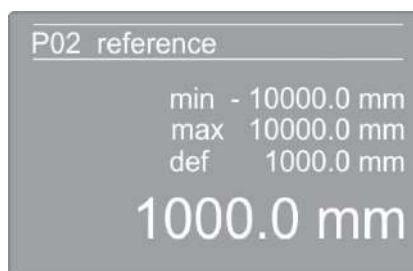 P02 reference
min - 10000.0 mm
max 10000.0 mm
def 1000.0 mm
1000.0 mm